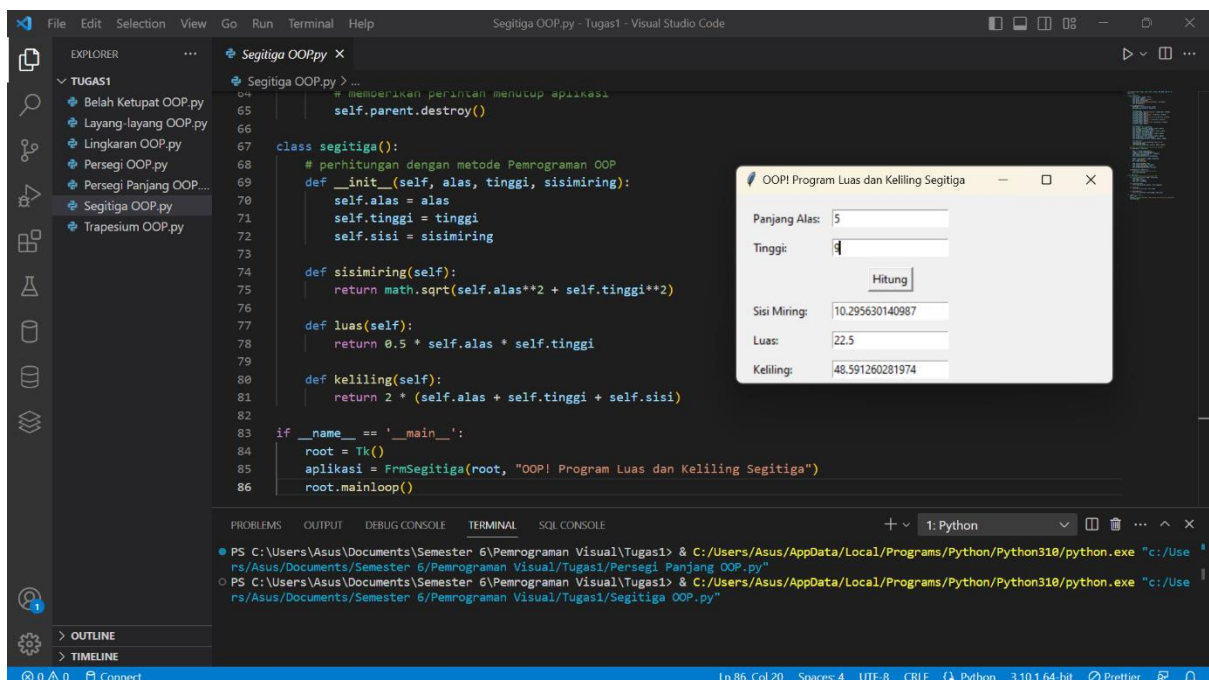 File Edit Selection View Go Run Terminal Help
Segitiga OOP.py - Tugas1 - Visual Studio Code
EXPLORER
TUGAS1
Belah Ketupat OOP.py
Layang-layang OOP.py
Lingkaran OOP.py
Persegi OOP.py
Persegi Panjang OOP....
Segitiga OOP.py
Trapesium OOP.py
OUTLINE
TIMELINE
Segitiga OOP.py
Segitiga OOP.py > ...
64 # memberikan perintah menutup aplikasi
65 self.parent.destroy()
66
67 class segitiga():
68 # perhitungan dengan metode Pemrograman OOP
69 def __init__(self, alas, tinggi, sisimiring):
70 self.alas = alas
71 self.tinggi = tinggi
72 self.sisi = sisimiring
73
74 def sisimiring(self):
75 return math.sqrt(self.alas**2 + self.tinggi**2)
76
77 def luas(self):
78 return 0.5 * self.alas * self.tinggi
79
80 def keliling(self):
81 return 2 * (self.alas + self.tinggi + self.sisi)
82
83 if __name__ == '__main__':
84 root = Tk()
85 aplikasi = FrmSegitiga(root, "OOP! Program Luas dan Keliling Segitiga")
86 root.mainloop()
OOP! Program Luas dan Keliling Segitiga
Panjang Alas: 5
Tinggi: 9
Hitung
Sisi Miring: 10.295630140987
Luas: 22.5
Keliling: 48.591260281974
PROBLEMS OUTPUT DEBUG CONSOLE TERMINAL SQL CONSOLE
1: Python
PS C:\Users\Asus\Documents\Semester 6\Pemrograman Visual\Tugas1> & C:/Users/Asus/AppData/Local/Programs/Python/Python310/python.exe "c:/Use
rs/Asus/Documents/Semester 6/Pemrograman Visual/Tugas1/Persegi Panjang OOP.py"
PS C:\Users\Asus\Documents\Semester 6\Pemrograman Visual\Tugas1> & C:/Users/Asus/AppData/Local/Programs/Python/Python310/python.exe "c:/Use
rs/Asus/Documents/Semester 6/Pemrograman Visual/Tugas1/Segitiga OOP.py"
1
0 0 Connect
Ln 86, Col 20 Spaces: 4 UTF-8 CRLF Python 3.10.1 64-bit Prettier